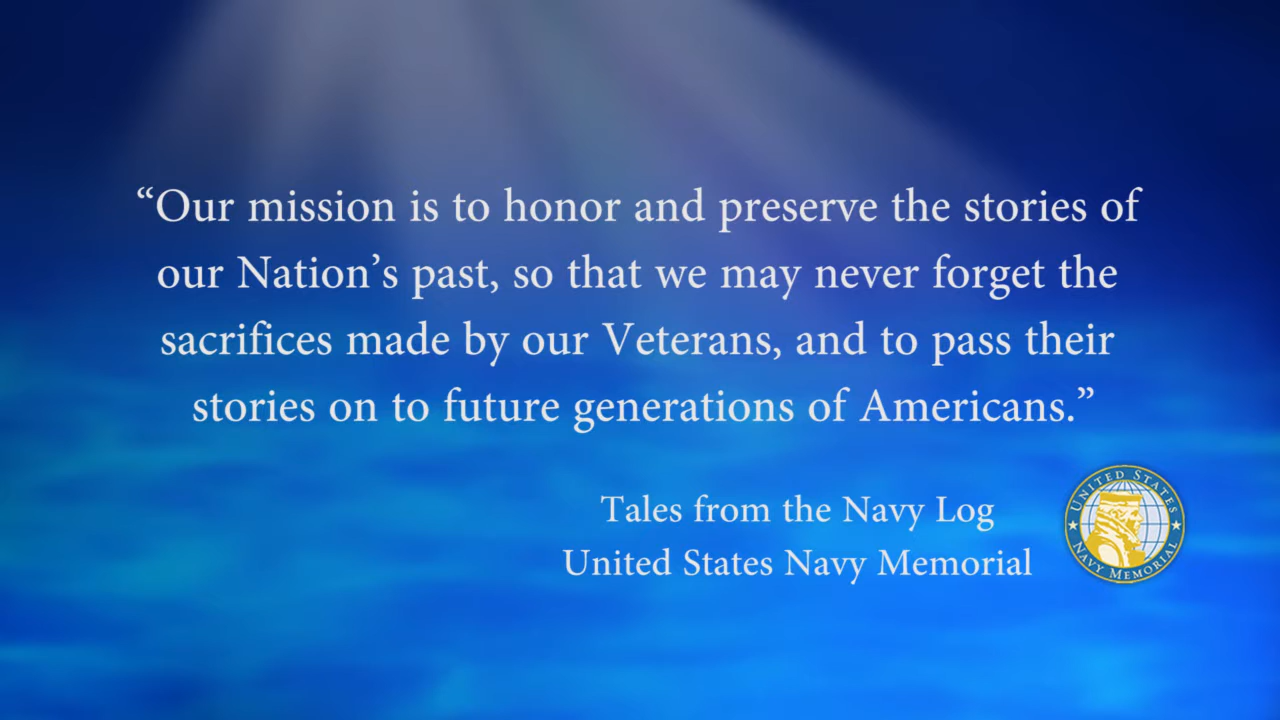 “Our mission is to honor and preserve the stories of
our Nation’s past, so that we may never forget the
sacrifices made by our Veterans, and to pass their
stories on to future generations of Americans.”
Tales from the Navy Log
United States Navy Memorial
UNITED STATES
NAVY MEMORIAL